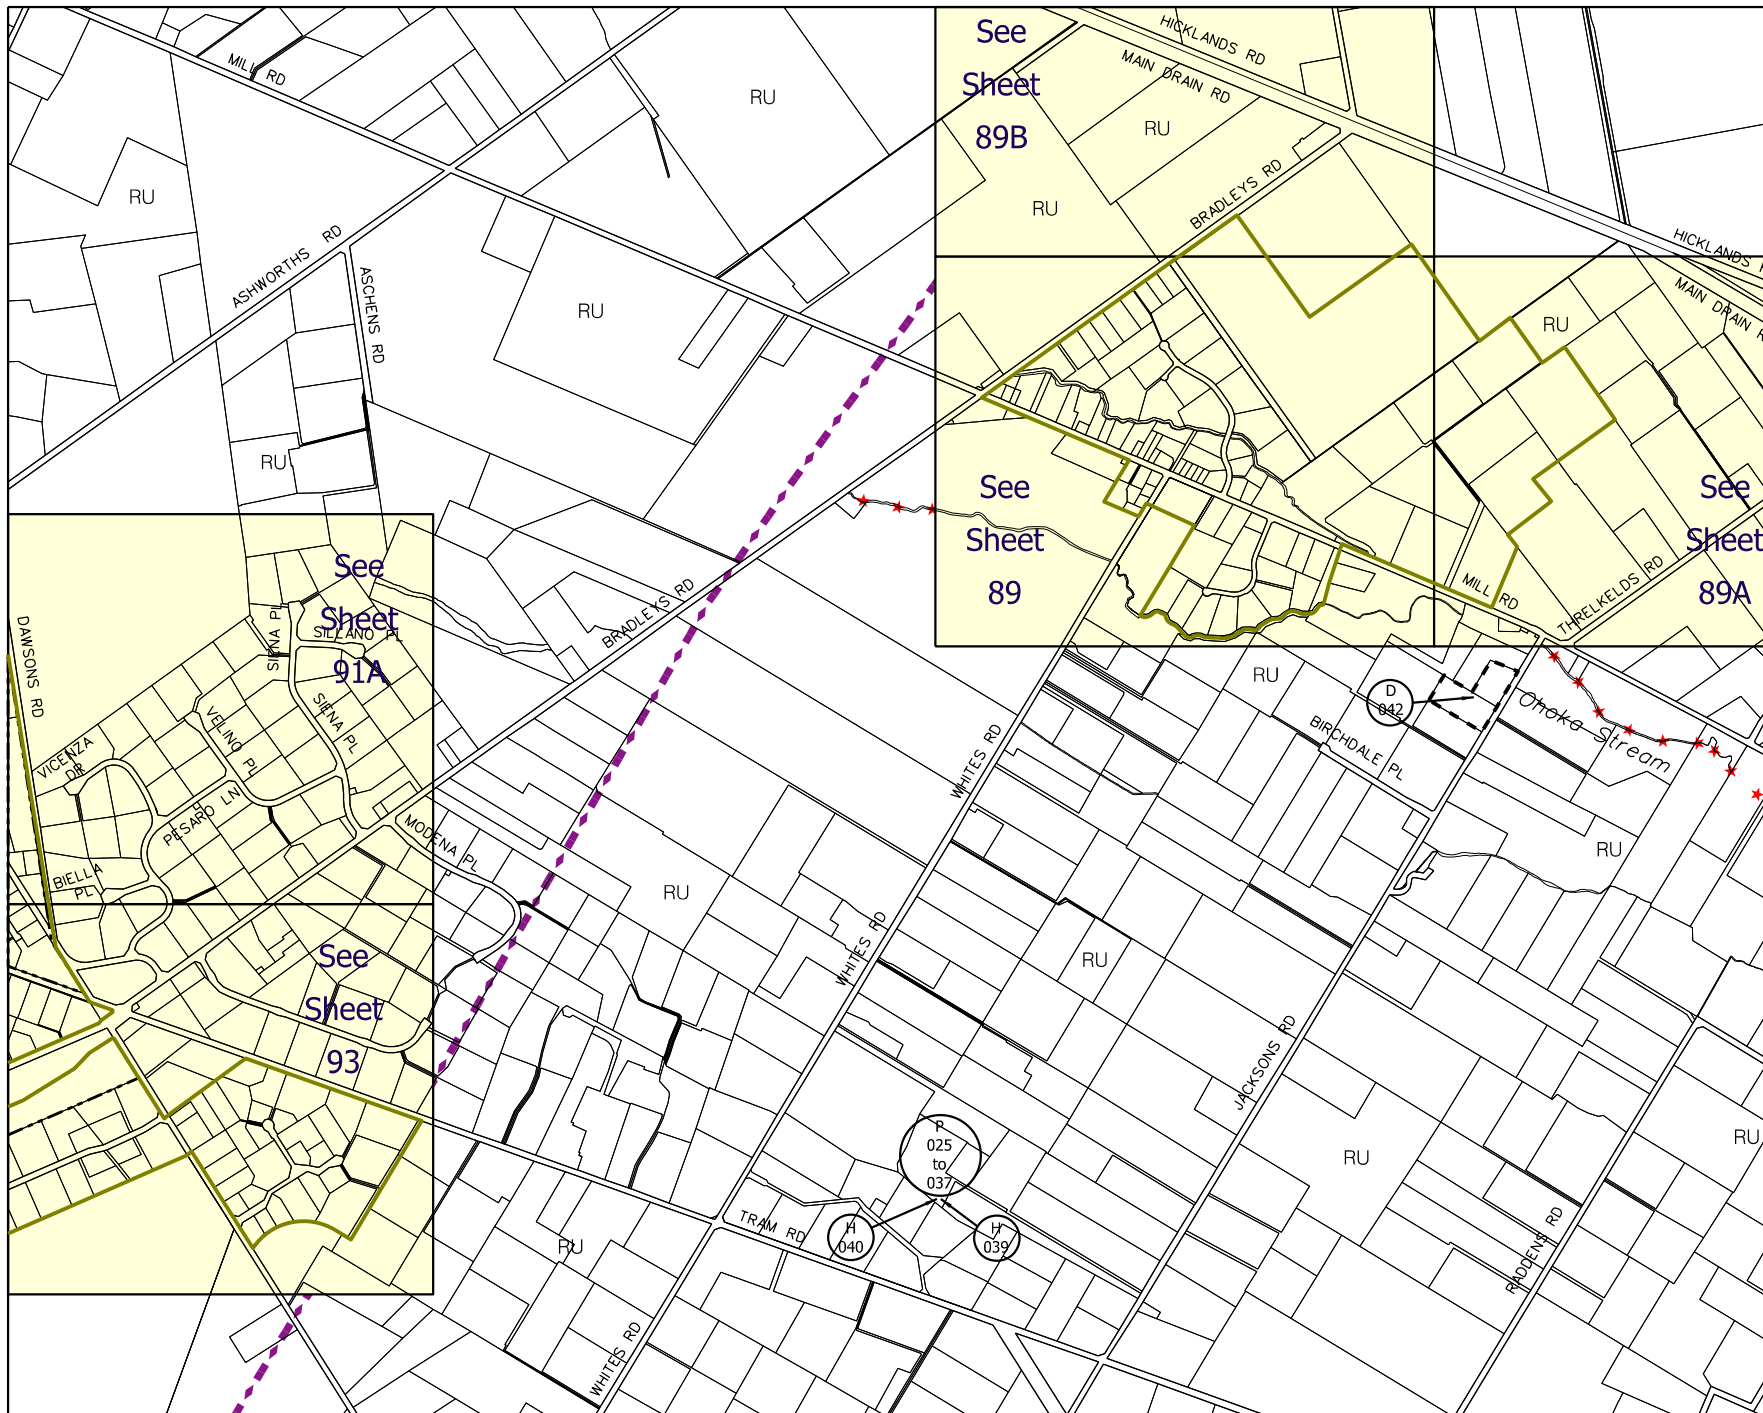 See
Sheet
89B
HICKLANDS RD
MAIN DRAIN RD
MILL RD
RU
RU
RU
RU
BRADLEYS RD
HICKLANDS
MAIN DRAIN
ASHWORTHS RD
ASCHENS RD
RU
RU
RU
See
Sheet
89
See
Sheet
89A
MILL RD
THRELKELDS RD
See
Sheet
91A
DAWSONS RD
SIENA PL
SILLANO PL
SIENA PL
BRADLEYS RD
VELINO PL
VICENZA
DR
PESARO LN
BIELLA
PL
MODENA PL
RU
D
042
Ohoka Stream
BIRCHDALE PL
WHITES RD
RU
RU
WHITES RD
RU
See
Sheet
93
JACKSONS RD
RU
RU
P
025
to
037
H
040
H
039
TRAM RD
RU
RADDENS RD
WHITES RD